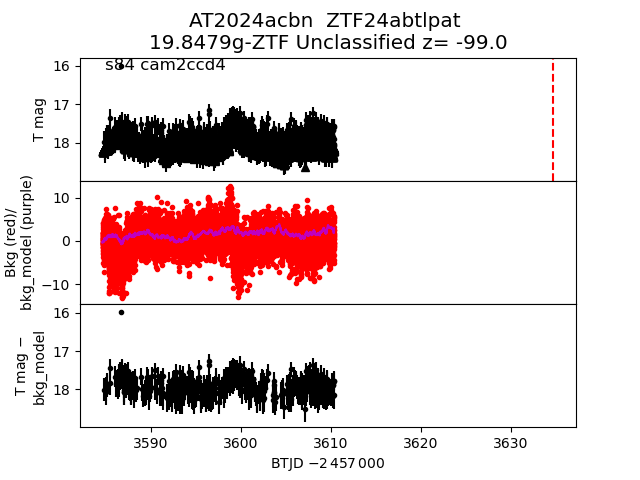 AT2024acbn  ZTF24abtlpat
19.8479g-ZTF Unclassified z= -99.0
s84 cam2ccd4
T mag
16
17
18
Bkg (red)/
bkg_model (purple)
10
0
−10
T mag −
bkg_model
16
17
18
3590
3600
3610
3620
3630
BTJD −2 457 000